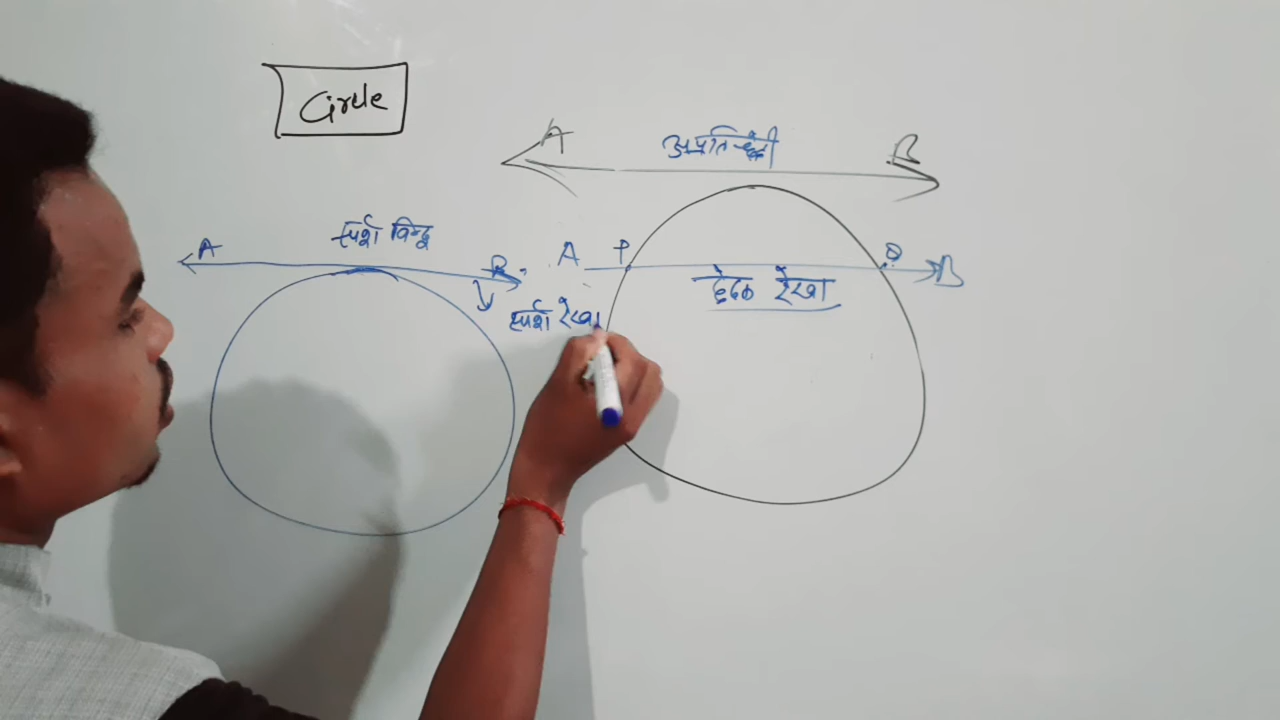 Circle
A
B
अप्रतिच्छेदी
स्पर्श बिन्दु
A
B
A
P
Q
B
छेदक रेखा
स्पर्श रेखा